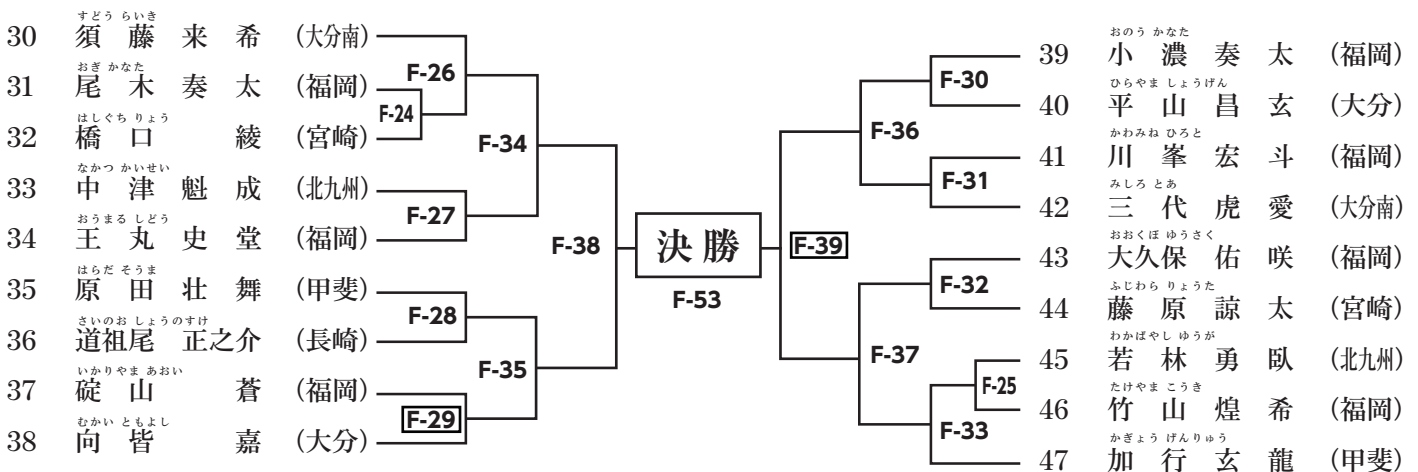 すどう らいき
30 須藤来希 (大分南)
おぎ かなた
31 尾木奏太 (福岡)
はしぐち りょう
32 橋口綾 (宮崎)
なかつ かいせい
33 中津魁成 (北九州)
おうまる しどう
34 王丸史堂 (福岡)
はらだ そうま
35 原田壮舞 (甲斐)
さいのお しょうのすけ
36 道祖尾正之介 (長崎)
いかりやま あおい
37 碇山蒼 (福岡)
むかい ともよし
38 向皆嘉 (大分)
F-26
F-24
F-34
F-27
F-38
F-28
F-35
F-29
決勝
F-53
F-39
F-30
F-36
F-31
F-32
F-37
F-25
F-33
おのう かなた
39 小濃奏太 (福岡)
ひらやま しょうげん
40 平山昌玄 (大分)
かわみね ひろと
41 川峯宏斗 (福岡)
みしろ とあ
42 三代虎愛 (大分南)
おおくぼ ゆうさく
43 大久保佑咲 (福岡)
ふじわら りょうた
44 藤原諒太 (宮崎)
わかばやし ゆうが
45 若林勇臥 (北九州)
たけやま こうき
46 竹山煌希 (福岡)
かぎょう げんりゅう
47 加行玄龍 (甲斐)